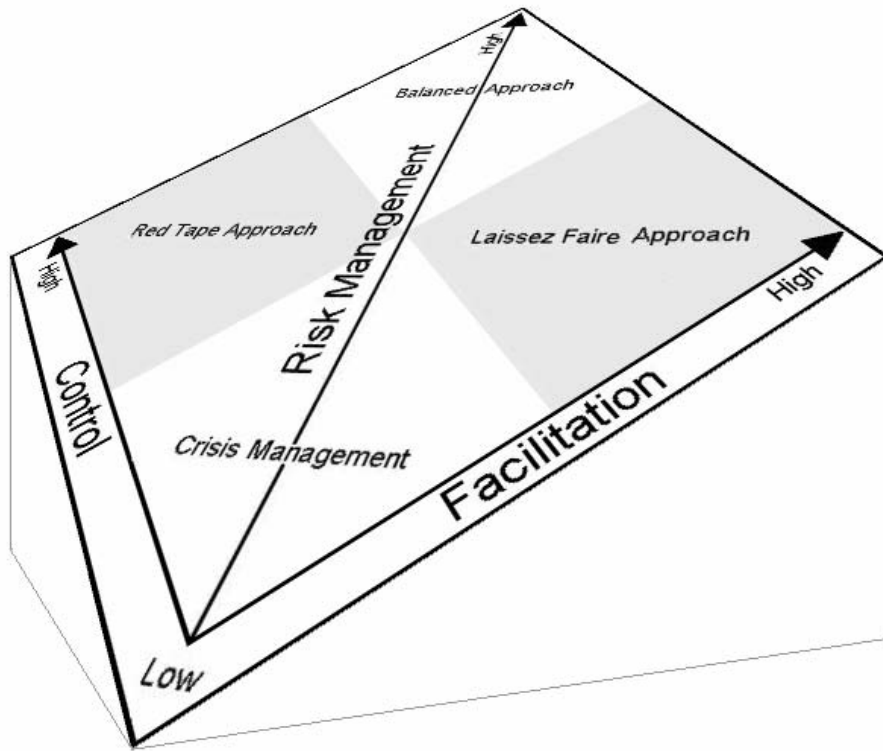 High
Balanced Approach
Risk Management
Red Tape Approach
Laissez Faire Approach
High
High
Control
Facilitation
Crisis Management
Low